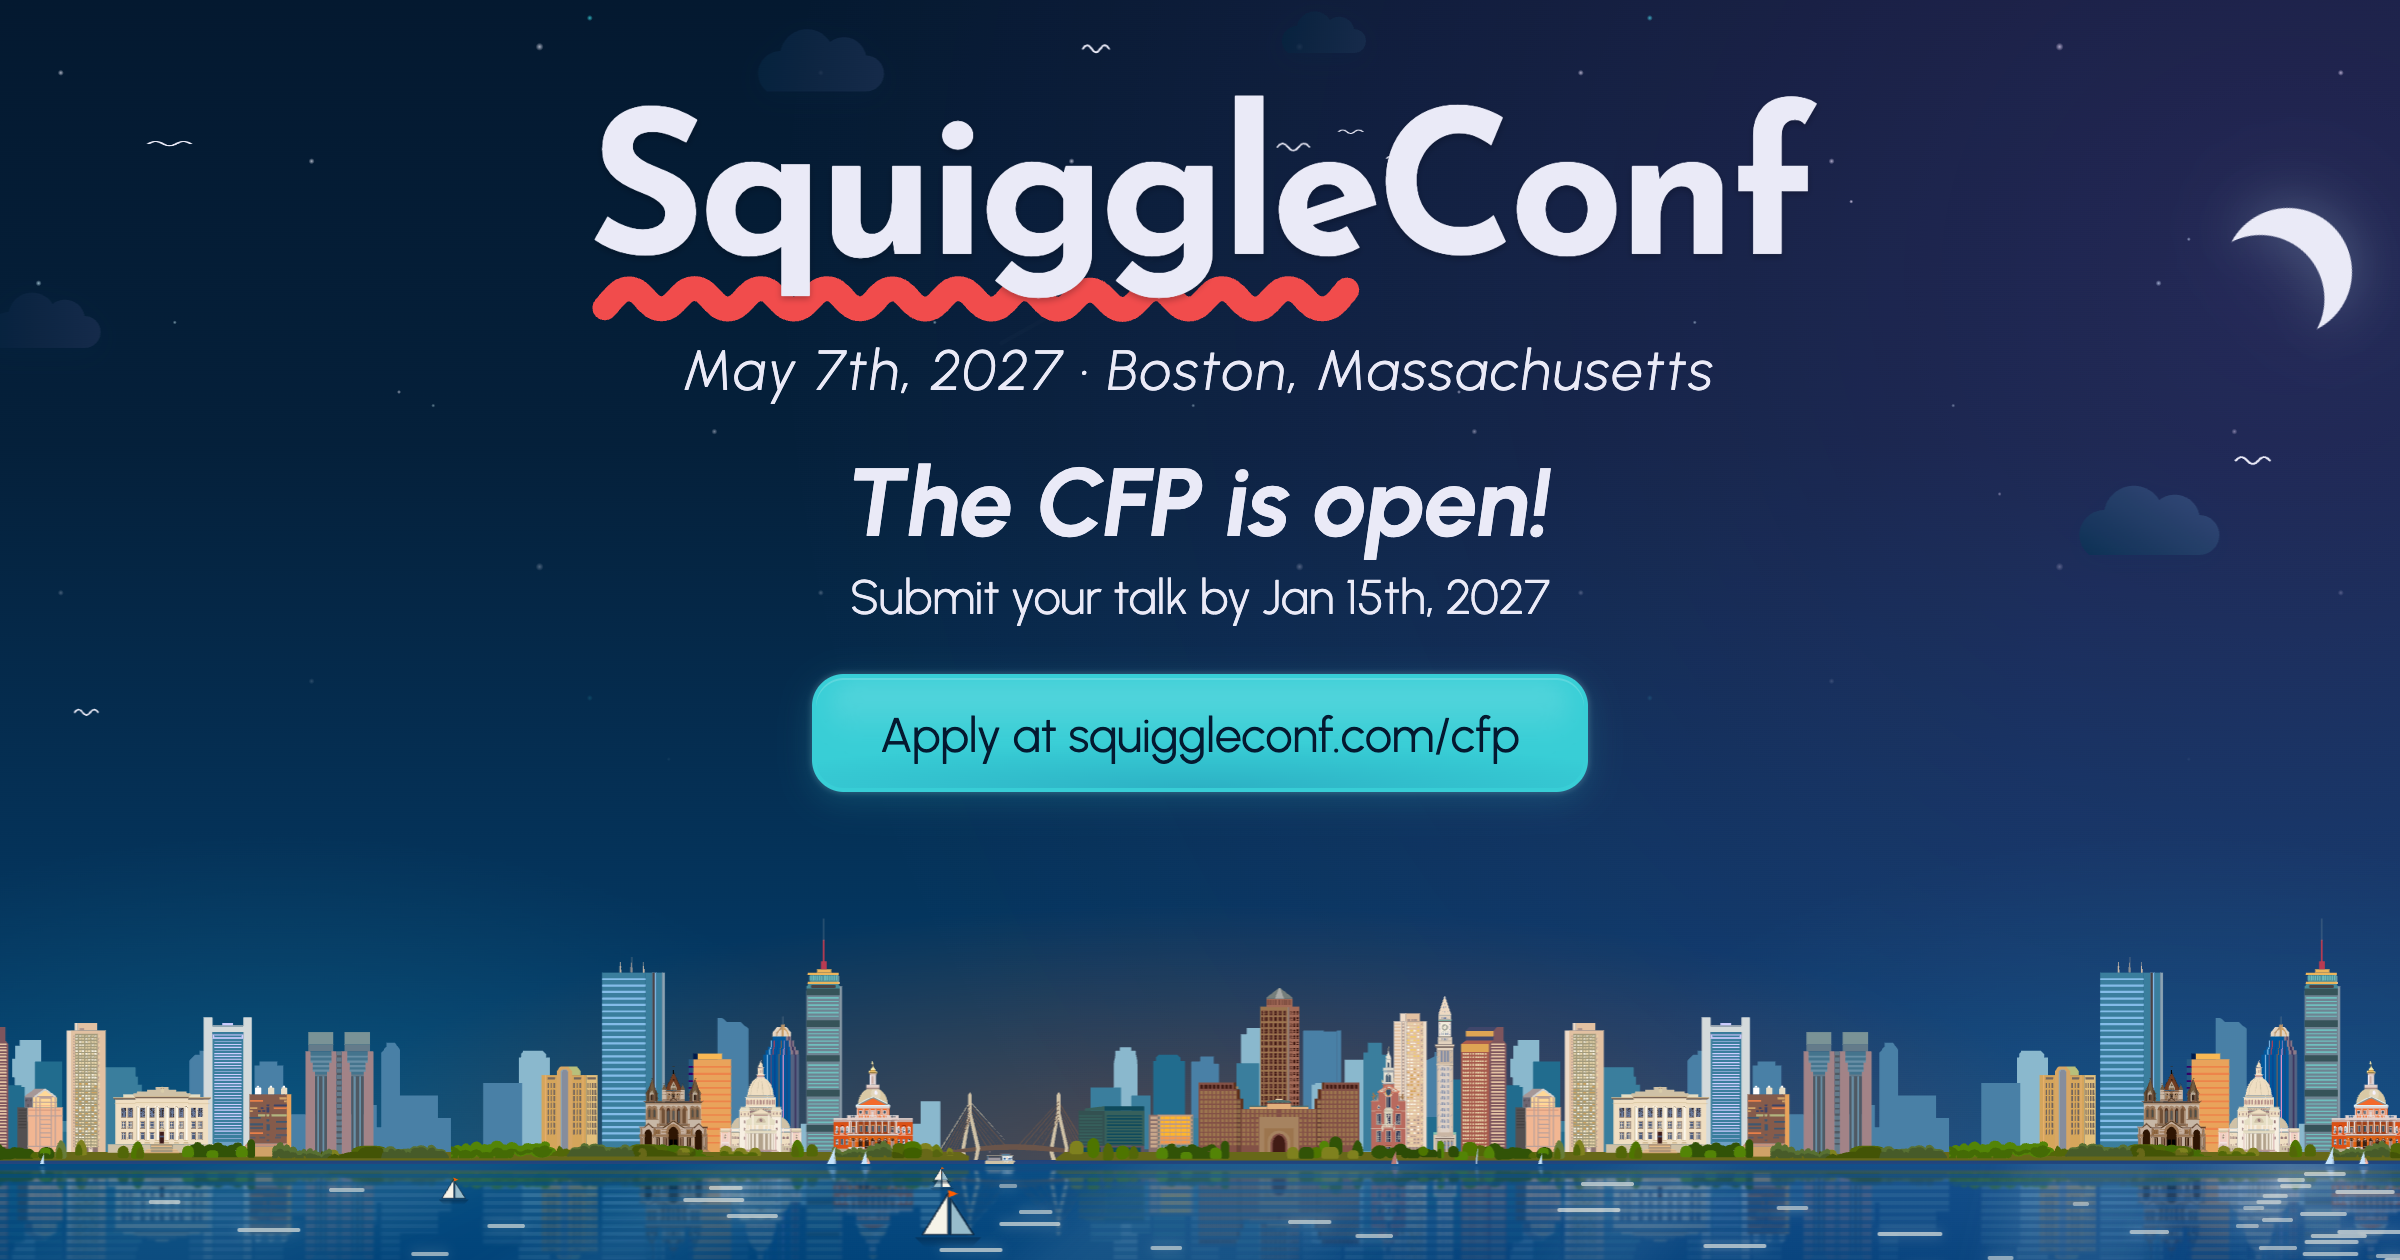 SquiggleConf
May 7th, 2027 · Boston, Massachusetts
The CFP is open!
Submit your talk by Jan 15th, 2027
Apply at squiggleconf.com/cfp